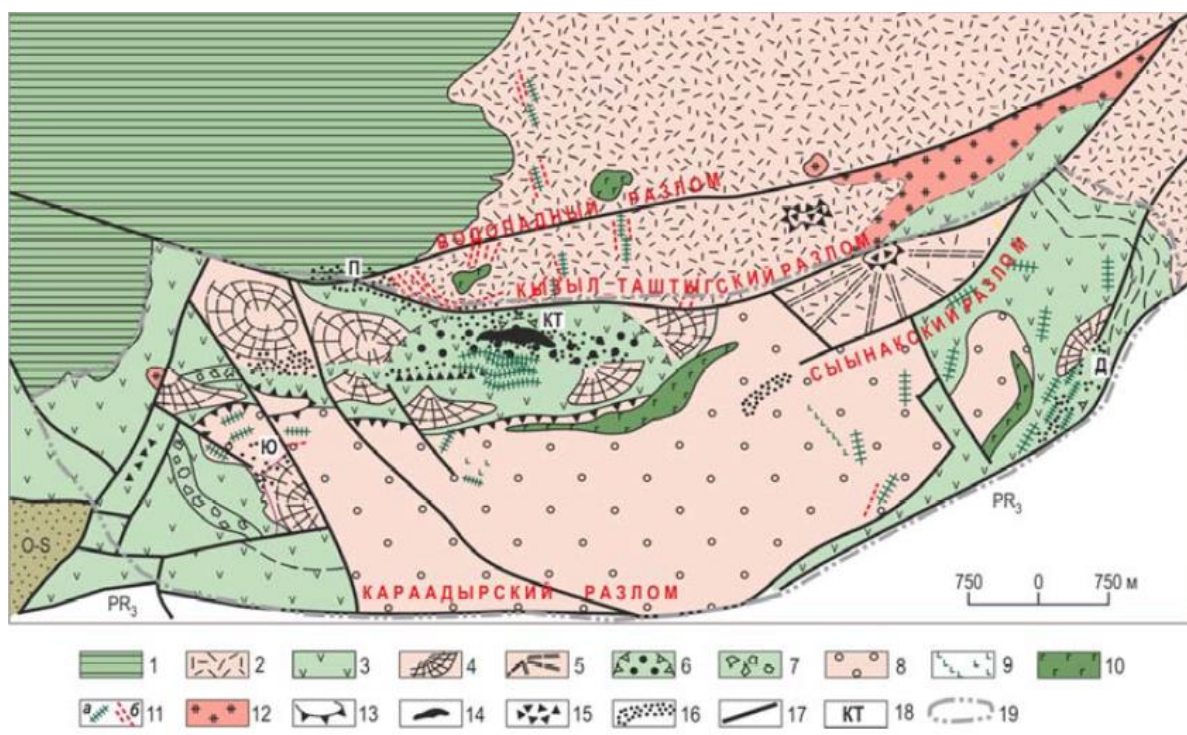 ВОДОПАДНЫЙ РАЗЛОМ
П
КЫЗЫЛ ТАШТЫГСКИЙ РАЗЛОМ
КТ
СЫЫНАКСКИЙ РАЗЛОМ
Д
Ю
PR3
O-S
КАРААДЫРСКИЙ РАЗЛОМ
750 0 750 м
PR3
1 2 3 4 5 6 7 8 9 10
а б 11 12 13 14 15 16 17 КТ 18 19